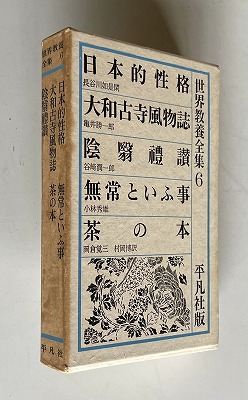 世界教養全集 6
日本的性格
長谷川如是閑
大和古寺風物誌
亀井勝一郎
陰翳禮讃
谷崎潤一郎
無常といふ事
小林秀雄
茶の本
岡倉覚三 村岡博訳
平凡社版
世界教養全集 6
日本的性格 無常といふ事
大和古寺風物誌 茶の本
陰翳禮讃
平凡社